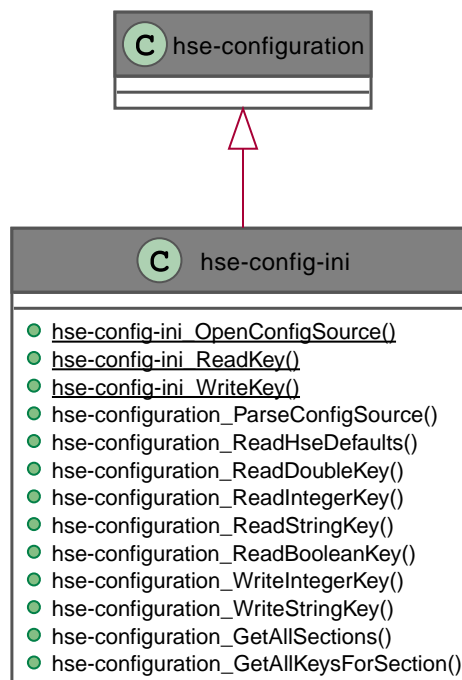 C hse-configuration
C hse-config-ini
hse-config-ini_OpenConfigSource()
hse-config-ini_ReadKey()
hse-config-ini_WriteKey()
hse-configuration_ParseConfigSource()
hse-configuration_ReadHseDefaults()
hse-configuration_ReadDoubleKey()
hse-configuration_ReadIntegerKey()
hse-configuration_ReadStringKey()
hse-configuration_ReadBooleanKey()
hse-configuration_WriteIntegerKey()
hse-configuration_WriteStringKey()
hse-configuration_GetAllSections()
hse-configuration_GetAllKeysForSection()